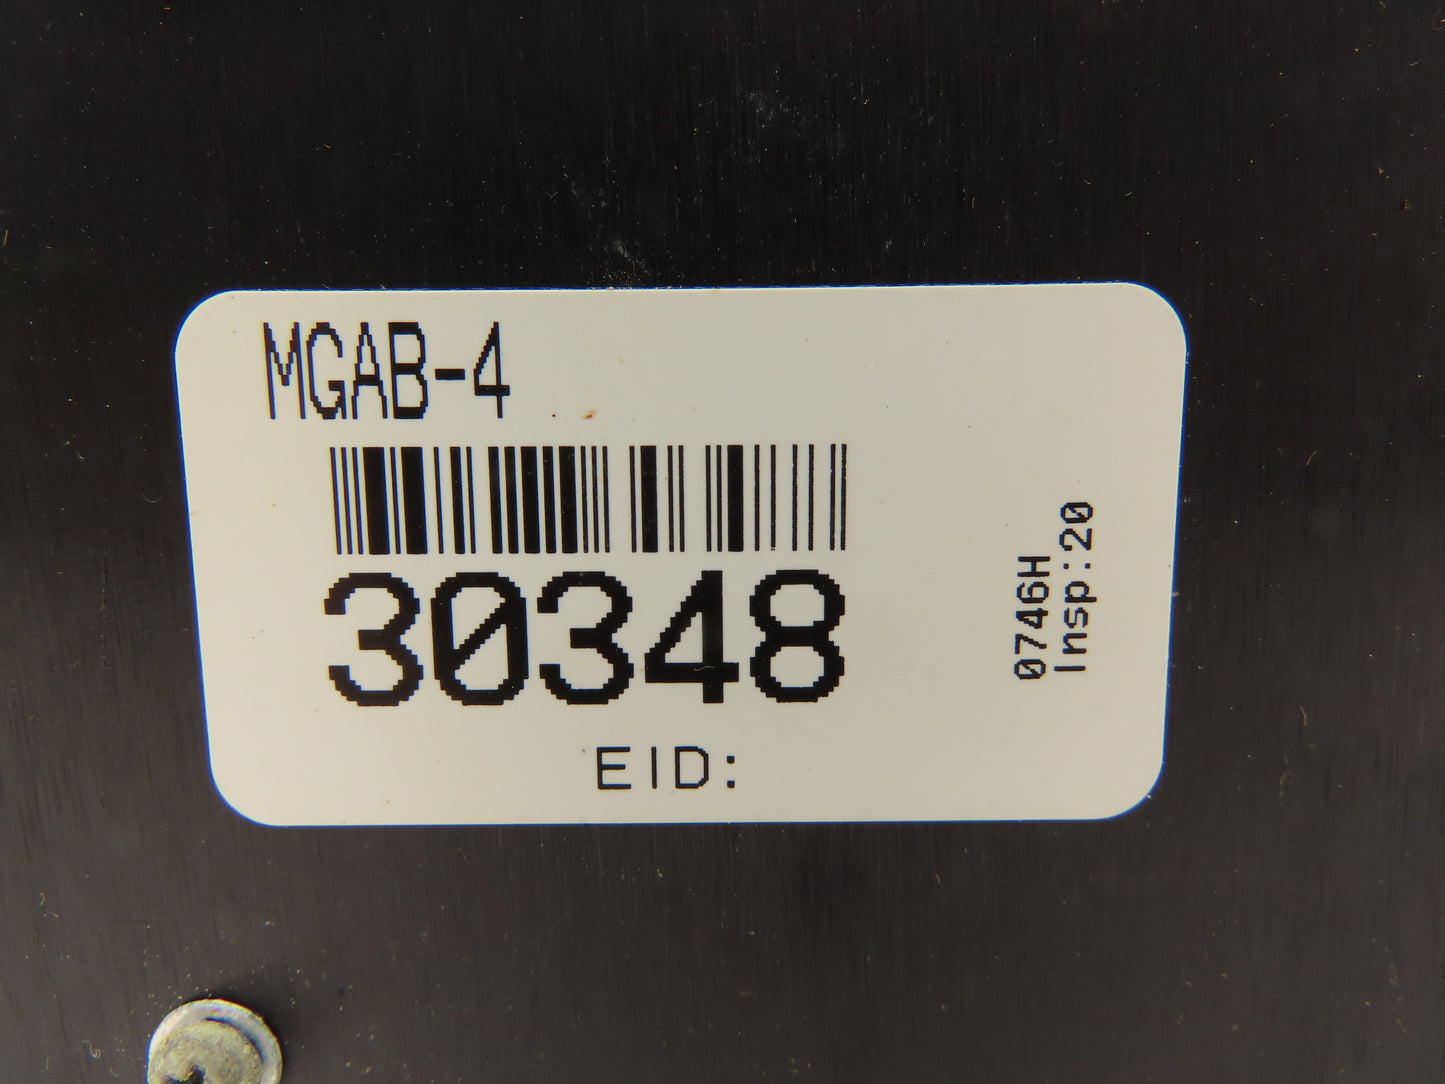 MGAB-4
30348
EID:
0746H
Insp:20